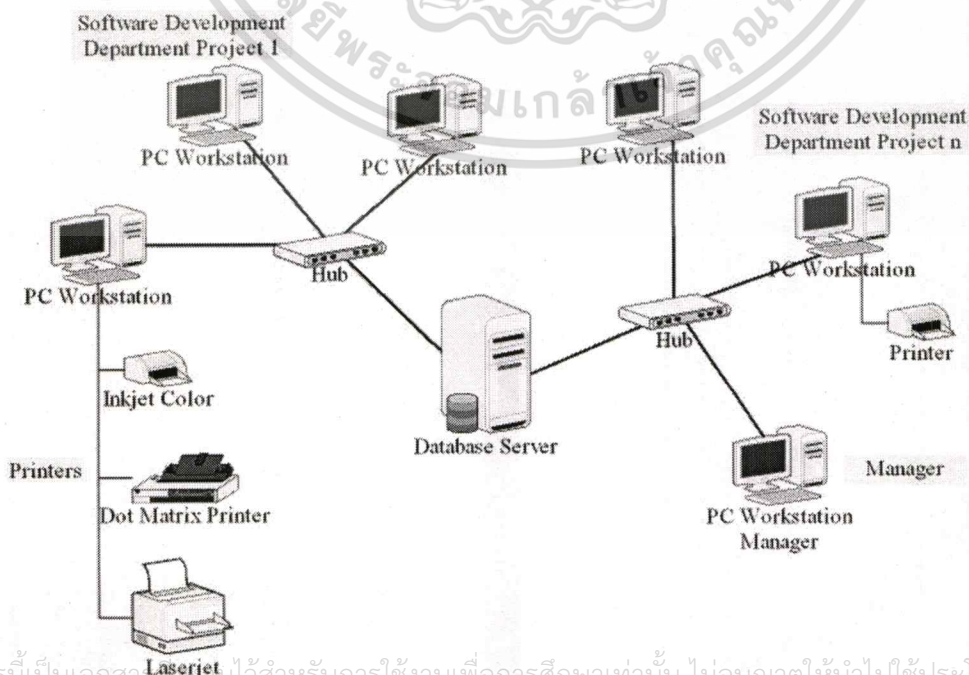 Software Development
Department Project 1
PC Workstation
PC Workstation
PC Workstation
Software Development
Department Project n
PC Workstation
Hub
PC Workstation
Hub
Printer
Inkjet Color
Database Server
Printers
Dot Matrix Printer
Manager
PC Workstation
Manager
Laserjet